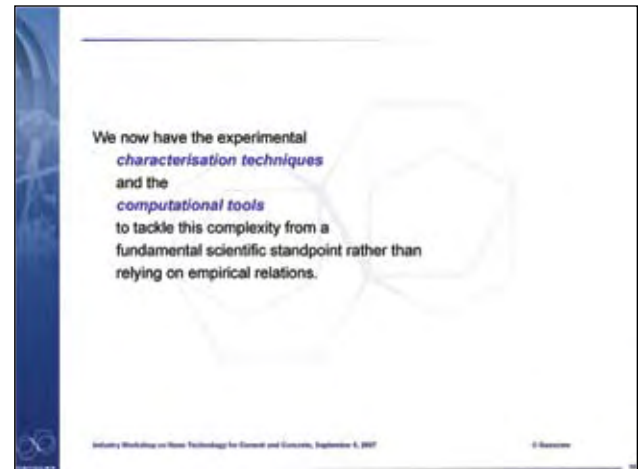 We now have the experimental
characterisation techniques
and the
computational tools
to tackle this complexity from a
fundamental scientific standpoint rather than
relying on empirical relations.
Industry Workshop on Nano Technology for Cement and Concrete, September 5, 2007